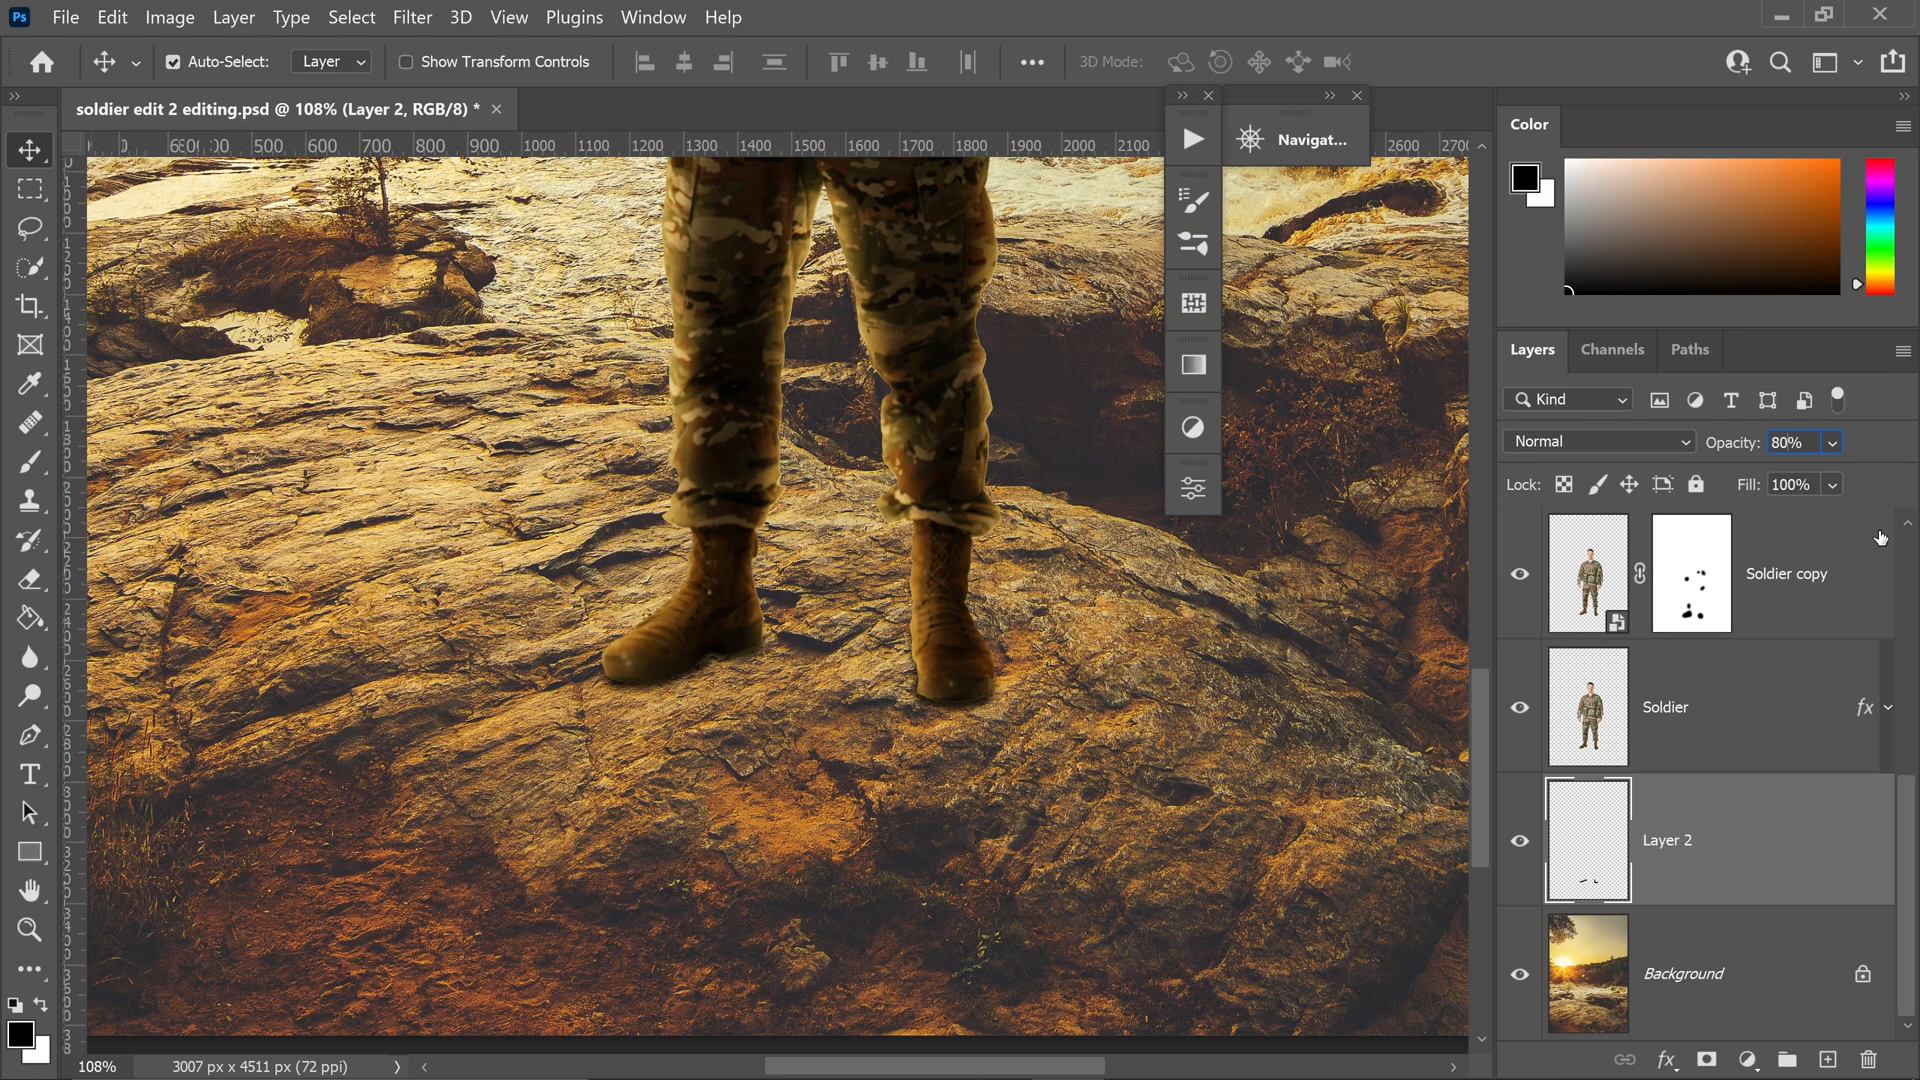 Ps File Edit Image Layer Type Select Filter 3D View Plugins Window Help
Auto-Select: Layer Show Transform Controls 3D Mode:
soldier edit 2 editing.psd @ 108% (Layer 2, RGB/8) *
500 600 700 800 900 1000 1100 1200 1300 1400 1500 1600 1700 1800 1900 2000 2100 2600
Navigat...
Color
Layers Channels Paths
Kind
Normal Opacity: 80%
Lock: Fill: 100%
Soldier copy
Soldier fx
Layer 2
Background
108% 3007 px x 4511 px (72 ppi)
fx